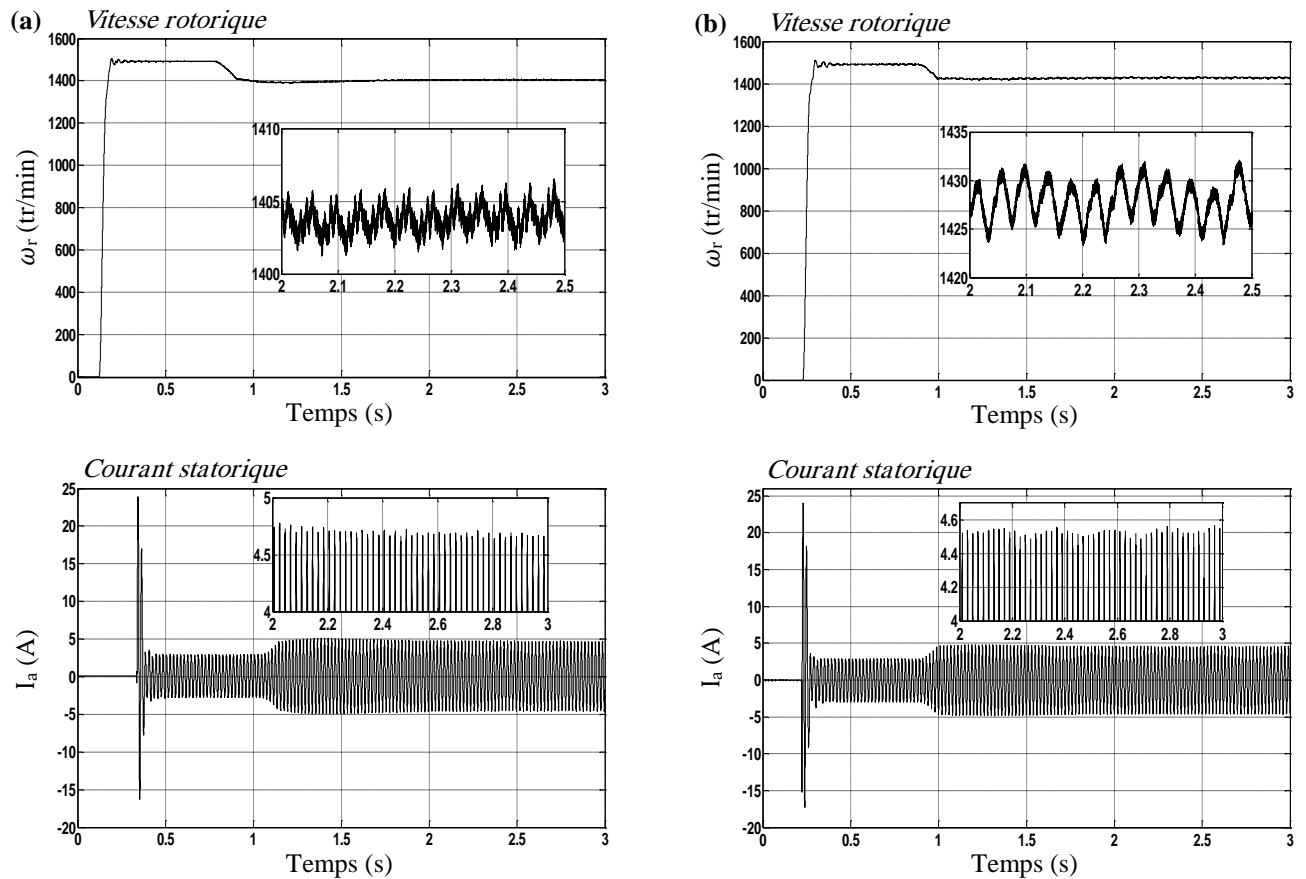 (a) Vitesse rotorique
1600
1400
1200
1000
800
600
400
200
0
ωr (tr/min)
1410
1405
1400
2 2.1 2.2 2.3 2.4 2.5
0 0.5 1 1.5 2 2.5 3
Temps (s)
(b) Vitesse rotorique
1600
1400
1200
1000
800
600
400
200
0
ωr (tr/min)
1435
1430
1425
1420
2 2.1 2.2 2.3 2.4 2.5
0 0.5 1 1.5 2 2.5 3
Temps (s)
Courant statorique
25
20
15
10
5
0
-5
-10
-15
-20
Ia (A)
5
4.5
4
2 2.2 2.4 2.6 2.8 3
0 0.5 1 1.5 2 2.5 3
Temps (s)
Courant statorique
25
20
15
10
5
0
-5
-10
-15
-20
Ia (A)
4.6
4.4
4.2
4
2 2.2 2.4 2.6 2.8 3
0 0.5 1 1.5 2 2.5 3
Temps (s)